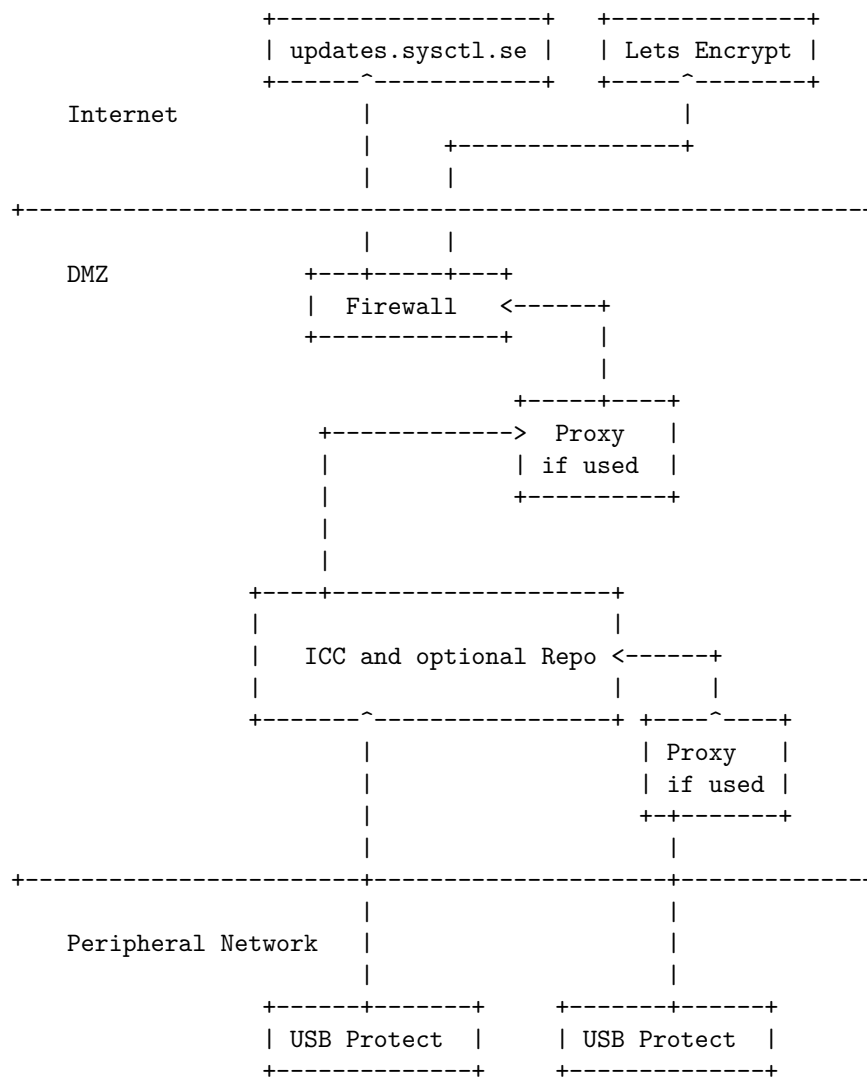 updates.sysctl.se
Lets Encrypt
Internet
DMZ
Firewall
Proxy
if used
ICC and optional Repo
Proxy
if used
Peripheral Network
USB Protect
USB Protect